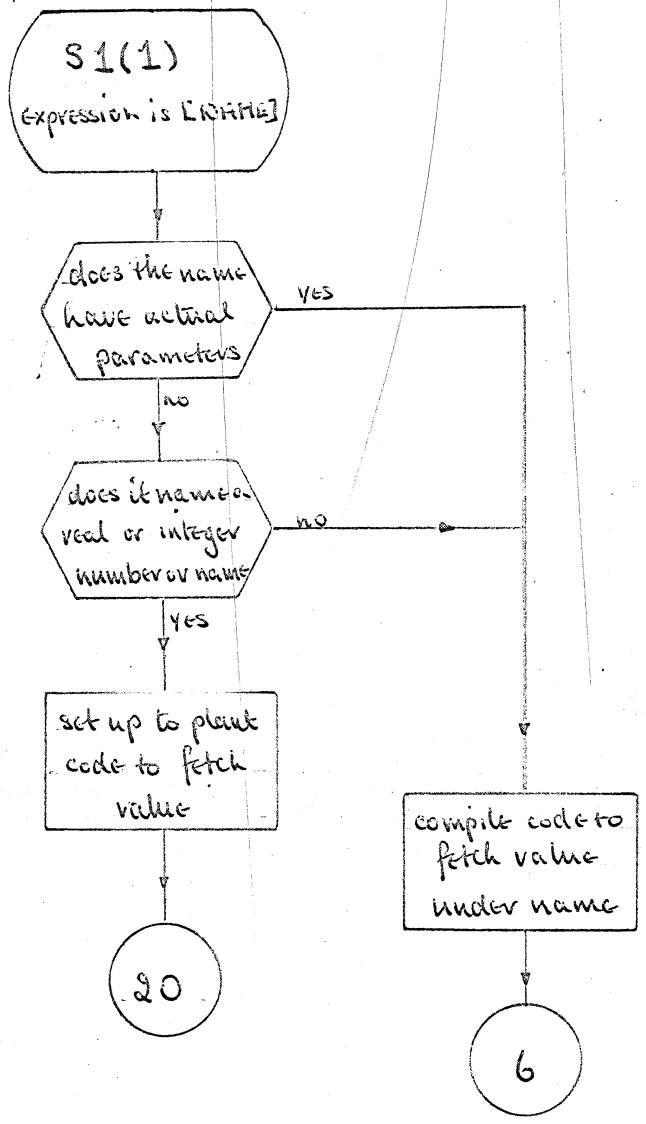 S1(1)
expression is [NAME]
does the name
have actual
parameters
YES
no
does it name a
real or integer
number or name
no
YES
set up to plant
code to fetch
value
compile code to
fetch value
under name
20
6